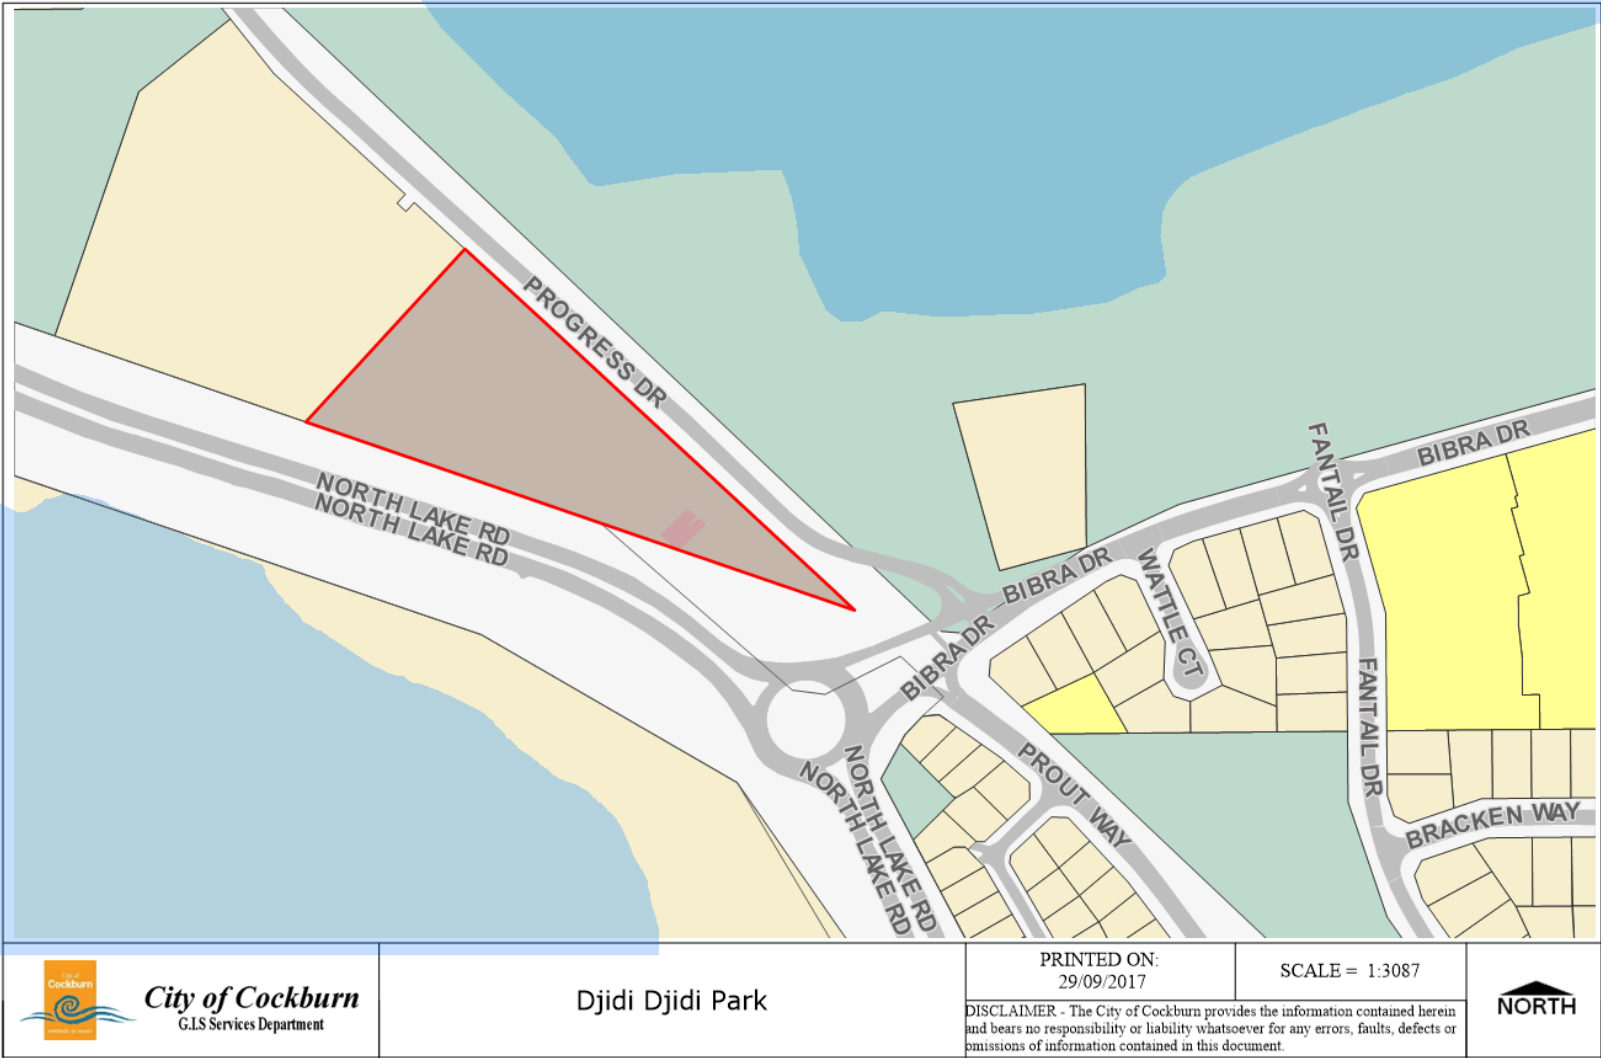 PROGRESS DR
NORTH LAKE RD
NORTH LAKE RD
BIBRA DR
FANTAIL DR
BIBRA DR
WATTLE CT
BIBRA DR
FANTAIL DR
PROUT WAY
NORTH LAKE RD
NORTH LAKE RD
BRACKEN WAY
City of
Cockburn
wetlands to waves
City of Cockburn
G.I.S Services Department
Djidi Djidi Park
PRINTED ON:
29/09/2017
SCALE = 1:3087
DISCLAIMER - The City of Cockburn provides the information contained herein
and bears no responsibility or liability whatsoever for any errors, faults, defects or
omissions of information contained in this document.
NORTH